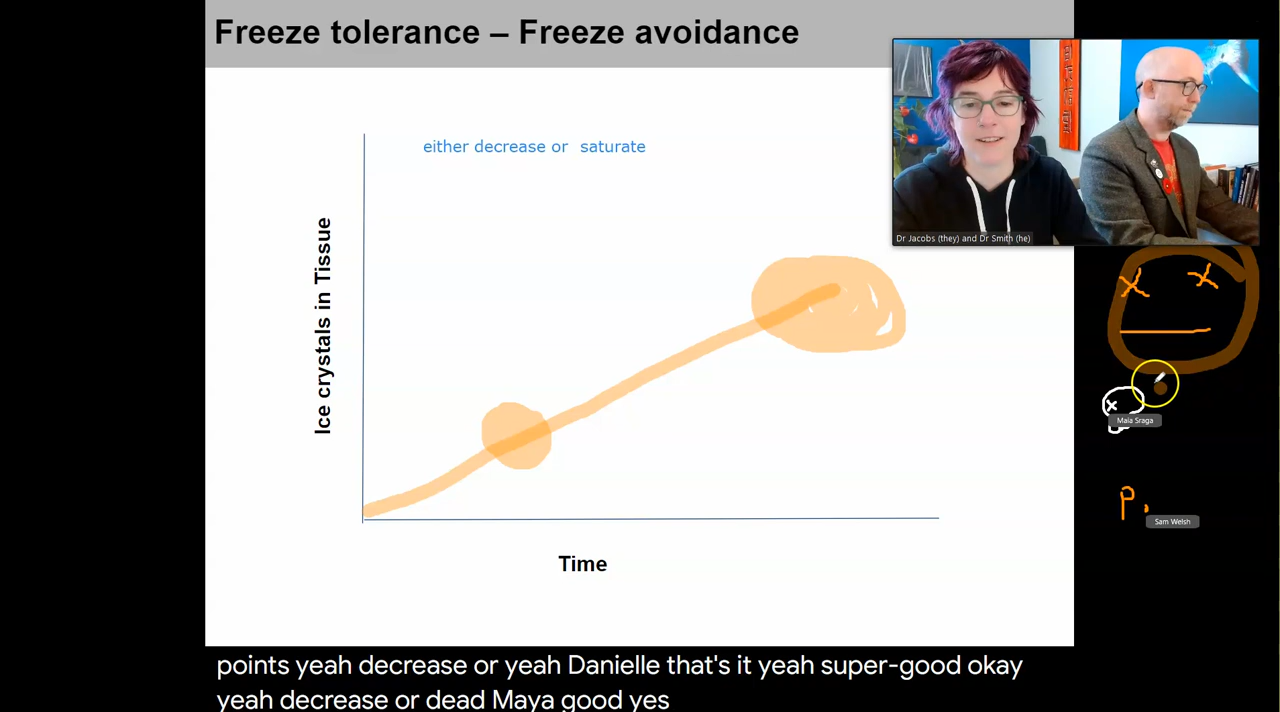 Freeze tolerance – Freeze avoidance
either decrease or saturate
Ice crystals in Tissue
Time
Dr Jacobs (they) and Dr Smith (he)
x x
x
Maia Sraga
P.
Sam Welsh
points yeah decrease or yeah Danielle that's it yeah super-good okay
yeah decrease or dead Maya good yes